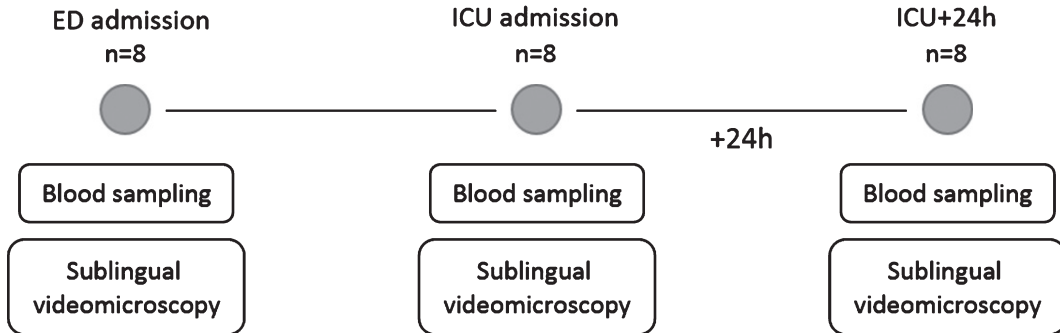 ED admission
n=8
ICU admission
n=8
ICU+24h
n=8
+24h
Blood sampling
Blood sampling
Blood sampling
Sublingual
videomicroscopy
Sublingual
videomicroscopy
Sublingual
videomicroscopy